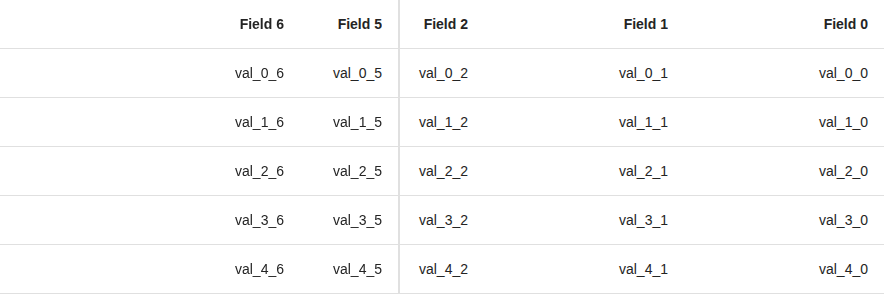 Field 6 Field 5 Field 2 Field 1 Field 0
val_0_6 val_0_5 val_0_2 val_0_1 val_0_0
val_1_6 val_1_5 val_1_2 val_1_1 val_1_0
val_2_6 val_2_5 val_2_2 val_2_1 val_2_0
val_3_6 val_3_5 val_3_2 val_3_1 val_3_0
val_4_6 val_4_5 val_4_2 val_4_1 val_4_0